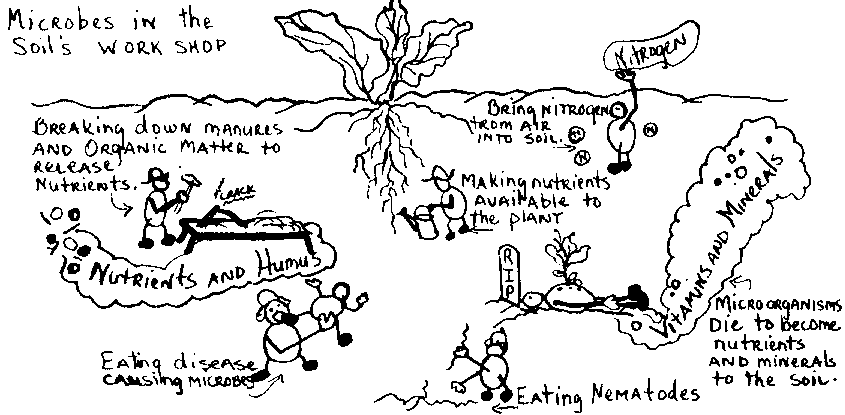 MICROBES IN the
SOIL'S WORK SHOP
NITROGEN
BREAKING down MANURES
AND ORGANIC MATTER to
RELEASE
NUTRIENTS.
CRACK
NUTRIENTS AND HUMUS
BRING NITROGEN
FROM AIR
INTO SOIL.
N
N
N
MAKING nutrients
AVAILABLE to
the plANT
RIP
VITAMINS AND MINERALS
MICROORGANISMS
DIE to become
nutrients
AND minerals
to the soil.
EATING disease
CAUSING MICROBES
EATING NEMATODES